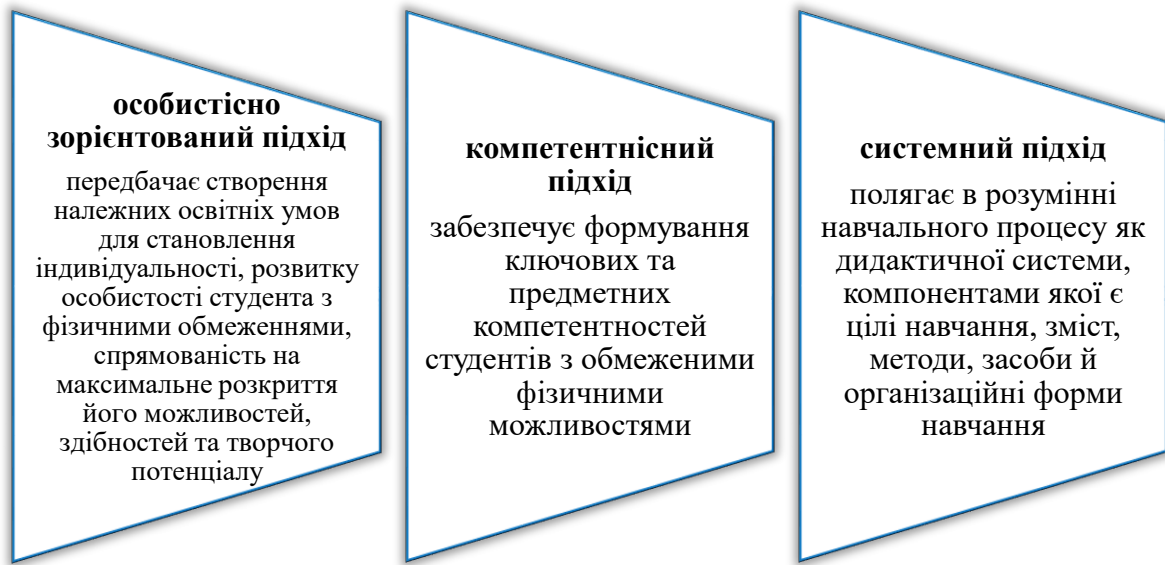 особистісно
зорієнтований підхід
передбачає створення
належних освітніх умов
для становлення
індивідуальності, розвитку
особистості студента з
фізичними обмеженнями,
спрямованість на
максимальне розкриття
його можливостей,
здібностей та творчого
потенціалу
компетентнісний
підхід
забезпечує формування
ключових та
предметних
компетентностей
студентів з обмеженими
фізичними
можливостями
системний підхід
полягає в розумінні
навчального процесу як
дидактичної системи,
компонентами якої є
цілі навчання, зміст,
методи, засоби й
організаційні форми
навчання